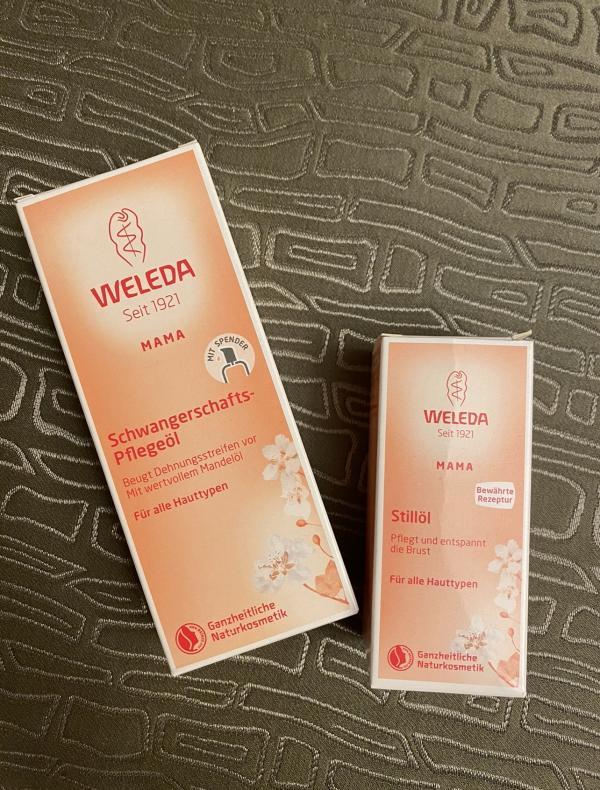 WELEDA
Seit 1921
MAMA
MIT SPENDER
Schwangerschafts-
Pflegeöl
Beugt Dehnungsstreifen vor
Mit wertvollem Mandelöl
Für alle Hauttypen
Ganzheitliche
Naturkosmetik
WELEDA
Seit 1921
MAMA
Bewährte
Rezeptur
Stillöl
Pflegt und entspannt
die Brust
Für alle Hauttypen
Ganzheitliche
Naturkosmetik